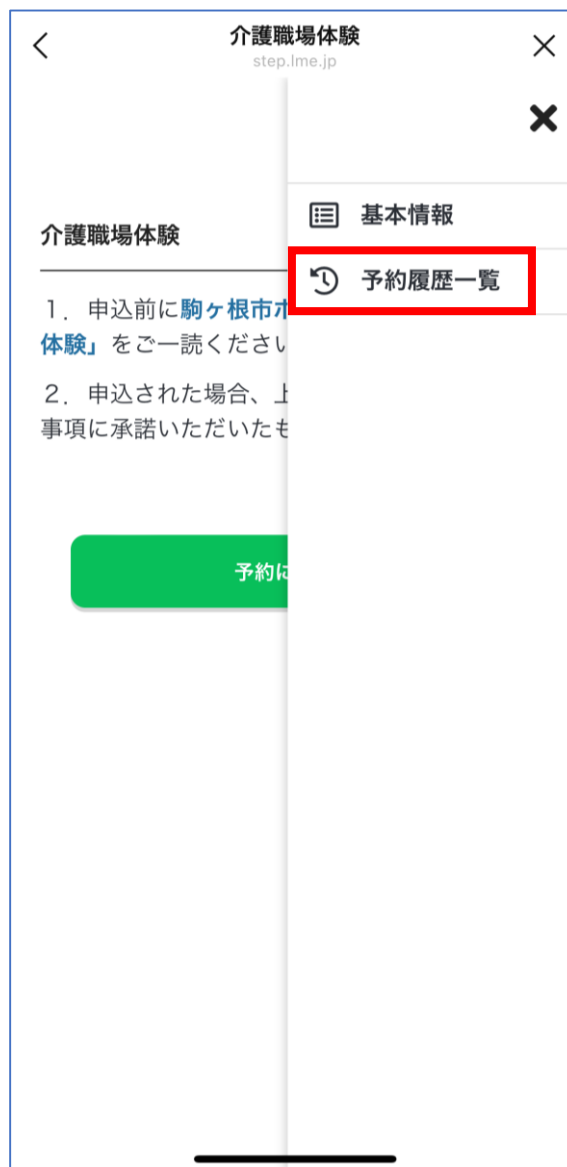 介護職場体験
step.lme.jp
基本情報
予約履歴一覧
介護職場体験
１．申込前に駒ヶ根市ホ
体験」をご一読ください
２．申込された場合、上
事項に承諾いただいたも
予約に